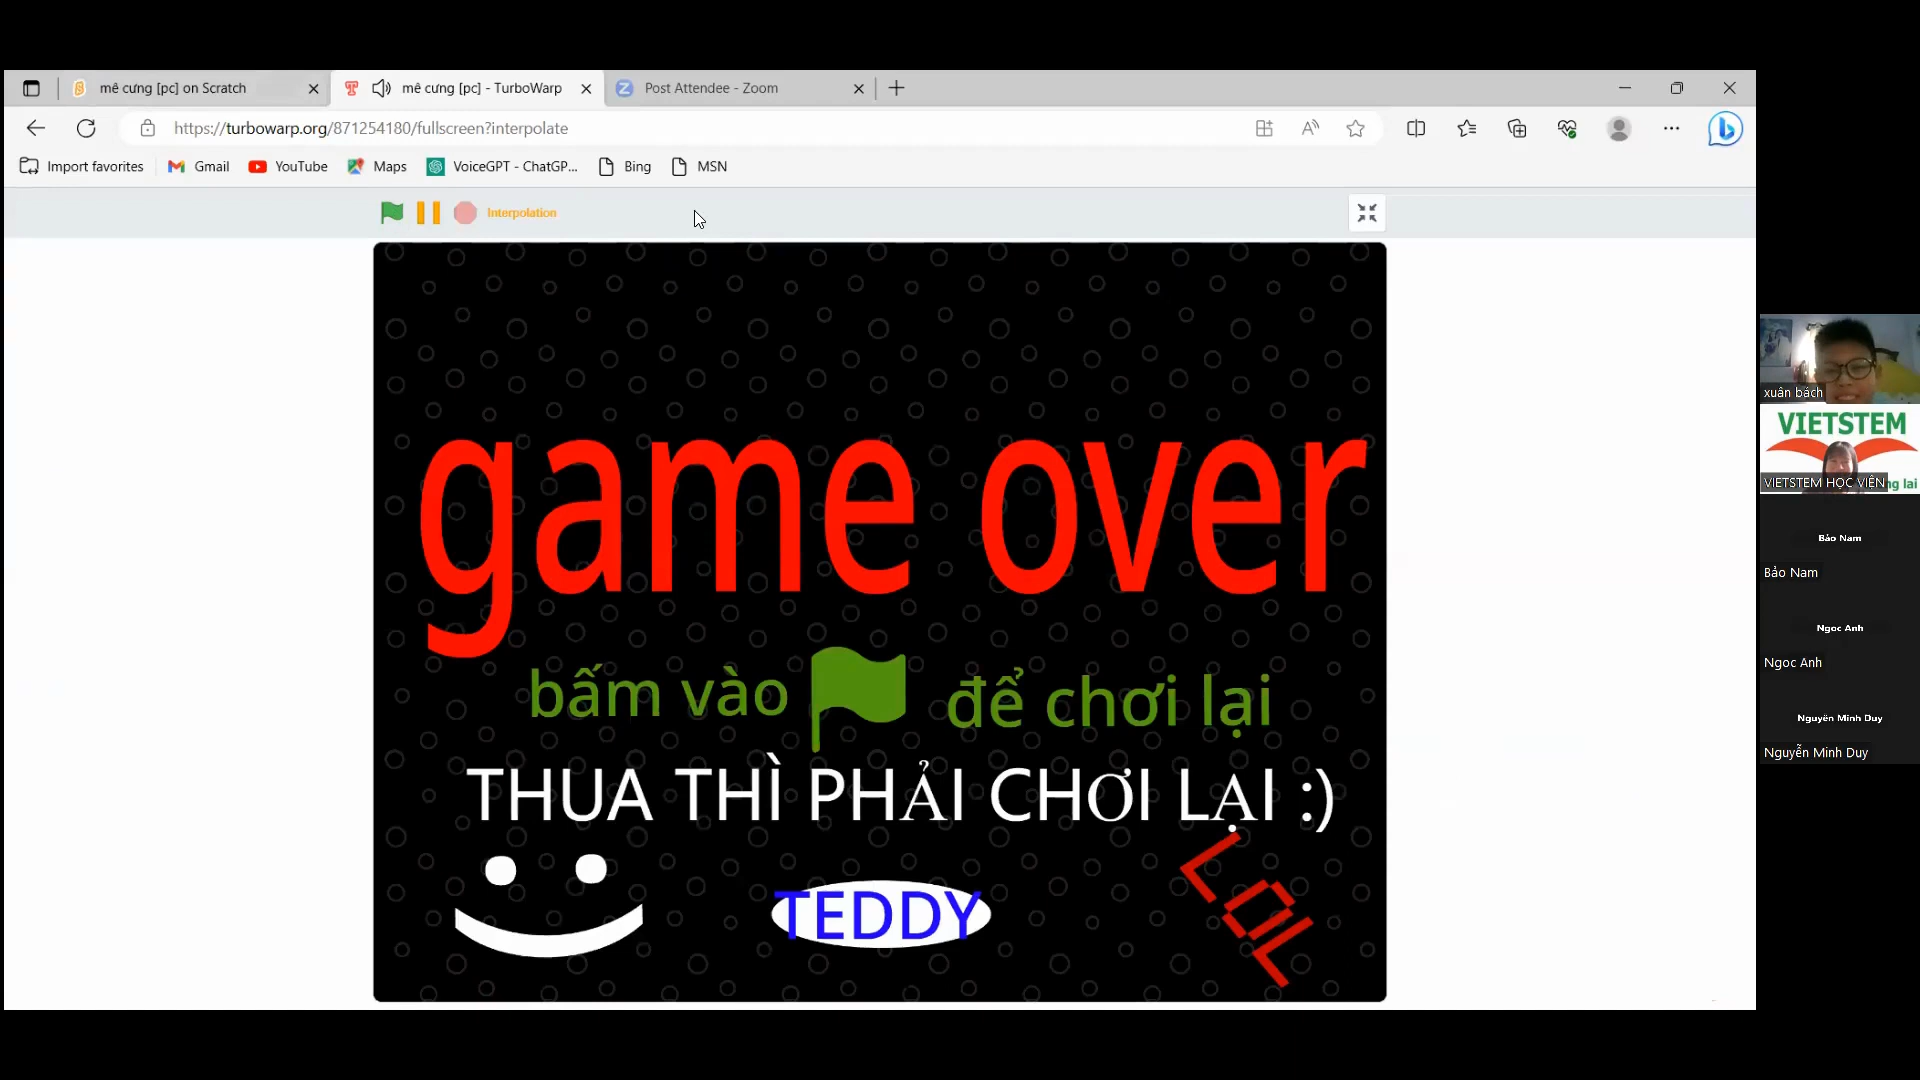 mê cưng [pc] on Scratch
mê cưng [pc] - TurboWarp
Post Attendee - Zoom
https://turbowarp.org/871254180/fullscreen?interpolate
Import favorites
Gmail
YouTube
Maps
VoiceGPT - ChatGP...
Bing
MSN
Interpolation
game over
bấm vào để chơi lại
THUA THÌ PHẢI CHƠI LẠI :)
TEDDY
LOL
xuân bách
VIETSTEM
VIETSTEM HỌC VIÊN
ng lai
Bảo Nam
Bảo Nam
Ngoc Anh
Ngoc Anh
Nguyễn Minh Duy
Nguyễn Minh Duy